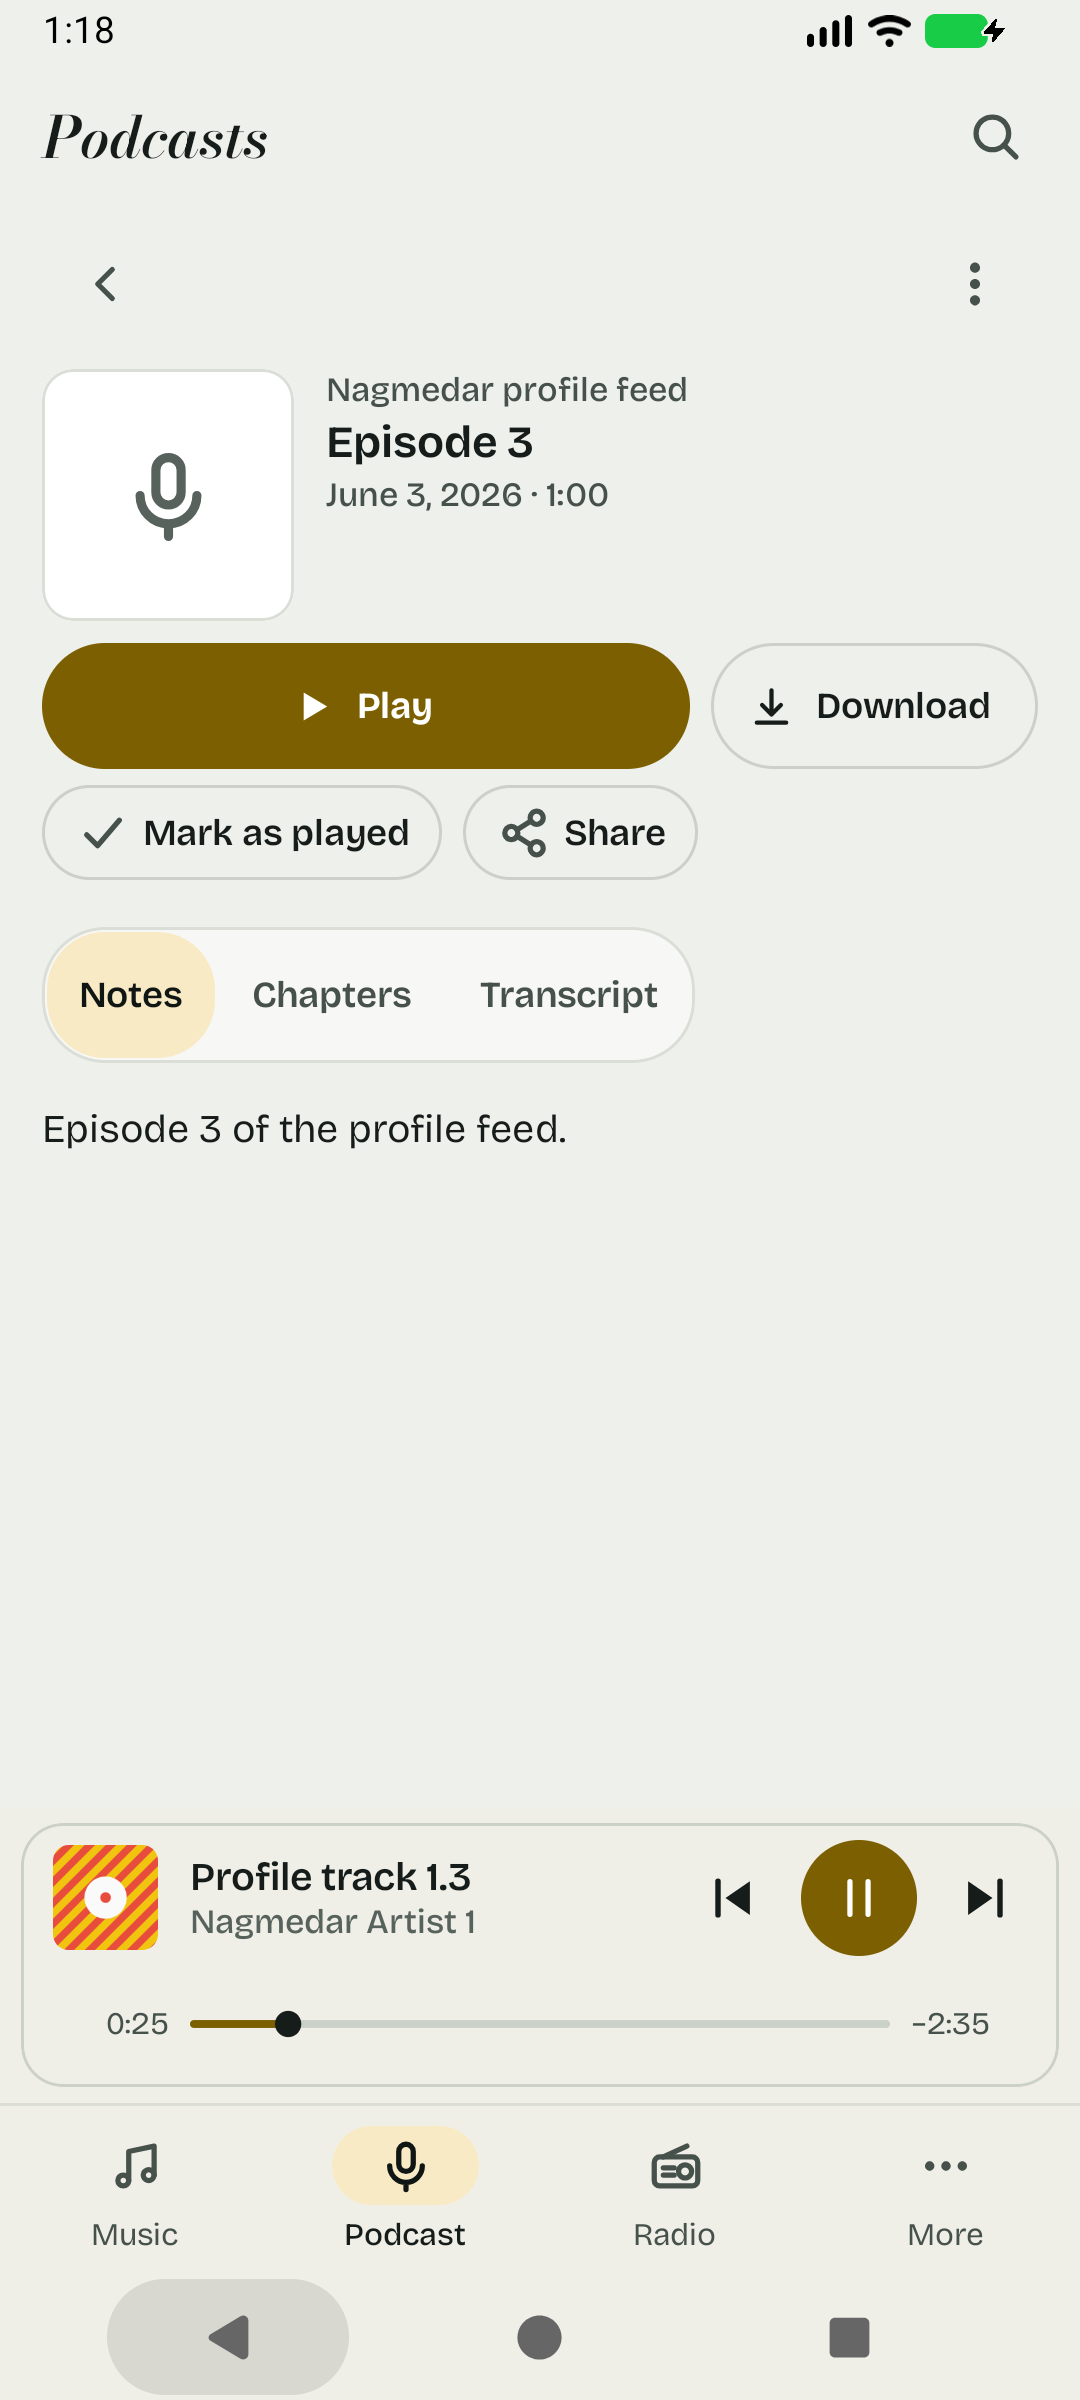 1:18
Podcasts
Nagmedar profile feed
Episode 3
June 3, 2026 · 1:00
Play
Download
Mark as played
Share
Notes
Chapters
Transcript
Episode 3 of the profile feed.
Profile track 1.3
Nagmedar Artist 1
0:25
−2:35
Music
Podcast
Radio
More